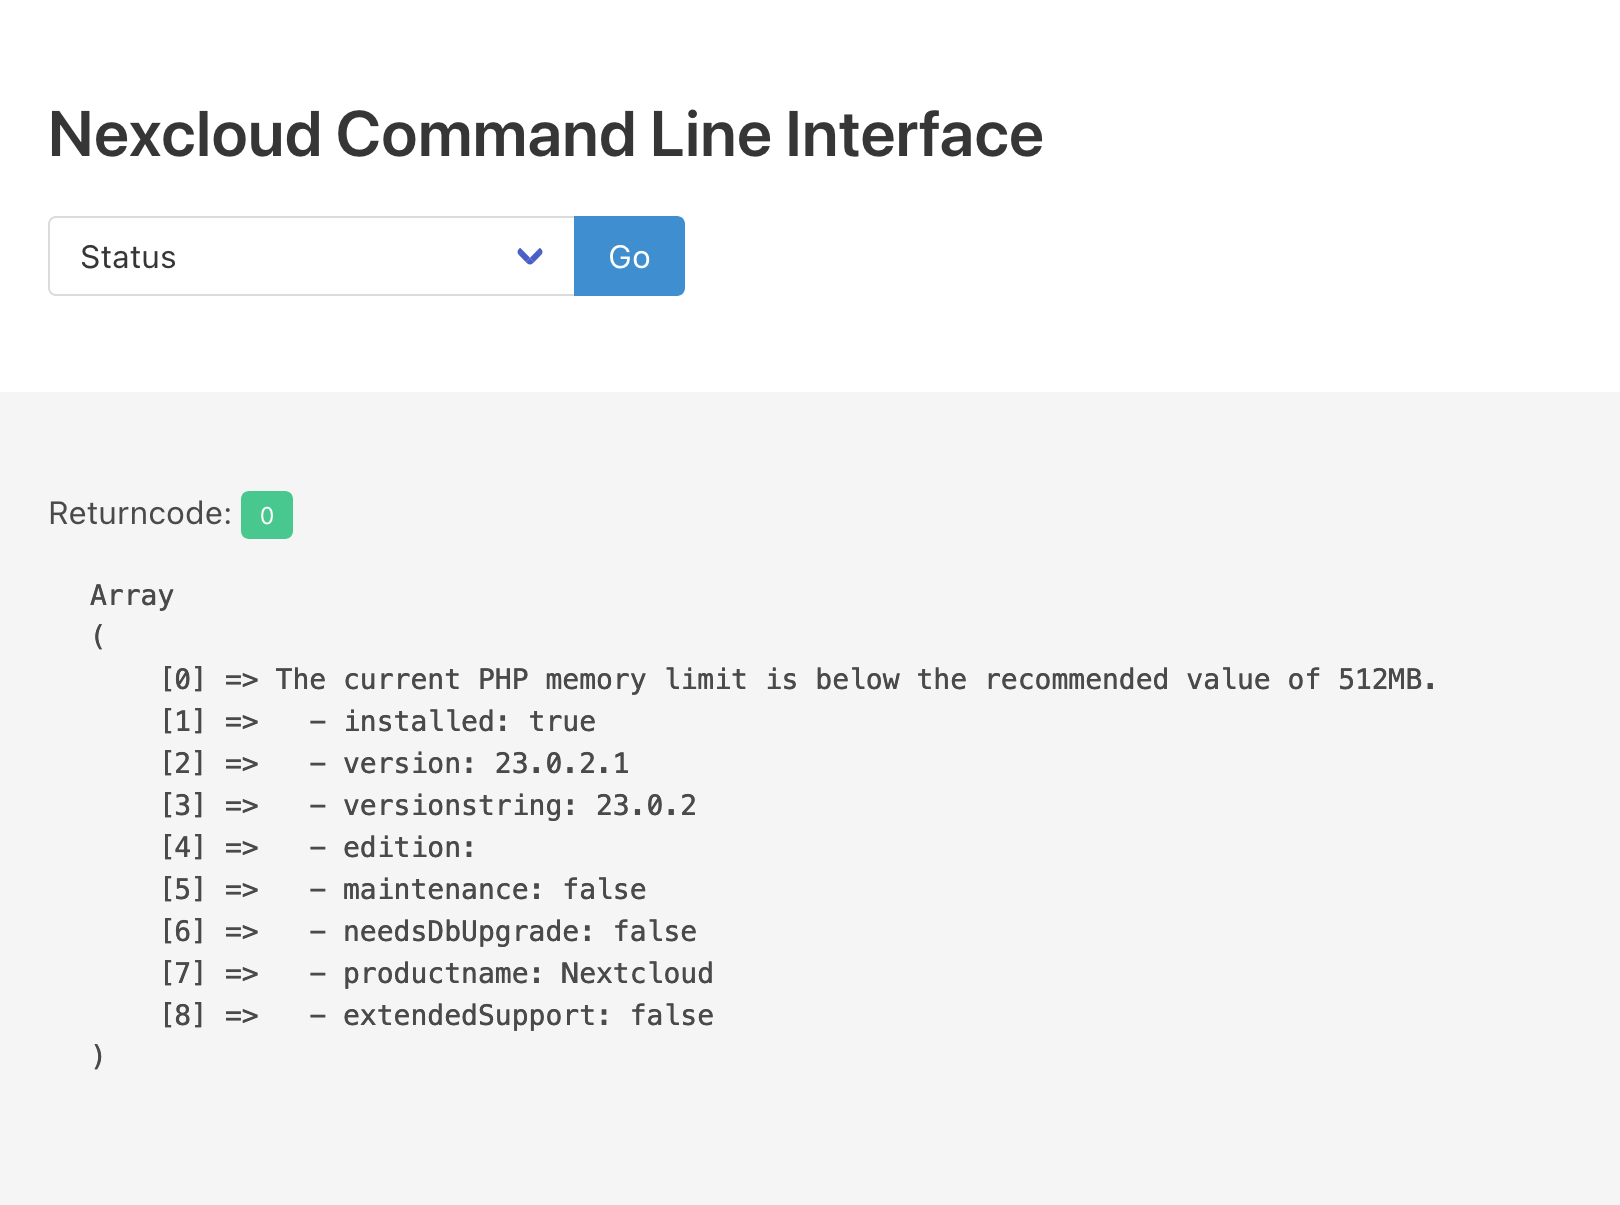 Nexcloud Command Line Interface
Status
Go
Returncode: 0
Array
(
    [0] => The current PHP memory limit is below the recommended value of 512MB.
    [1] =>   - installed: true
    [2] =>   - version: 23.0.2.1
    [3] =>   - versionstring: 23.0.2
    [4] =>   - edition:
    [5] =>   - maintenance: false
    [6] =>   - needsDbUpgrade: false
    [7] =>   - productname: Nextcloud
    [8] =>   - extendedSupport: false
)